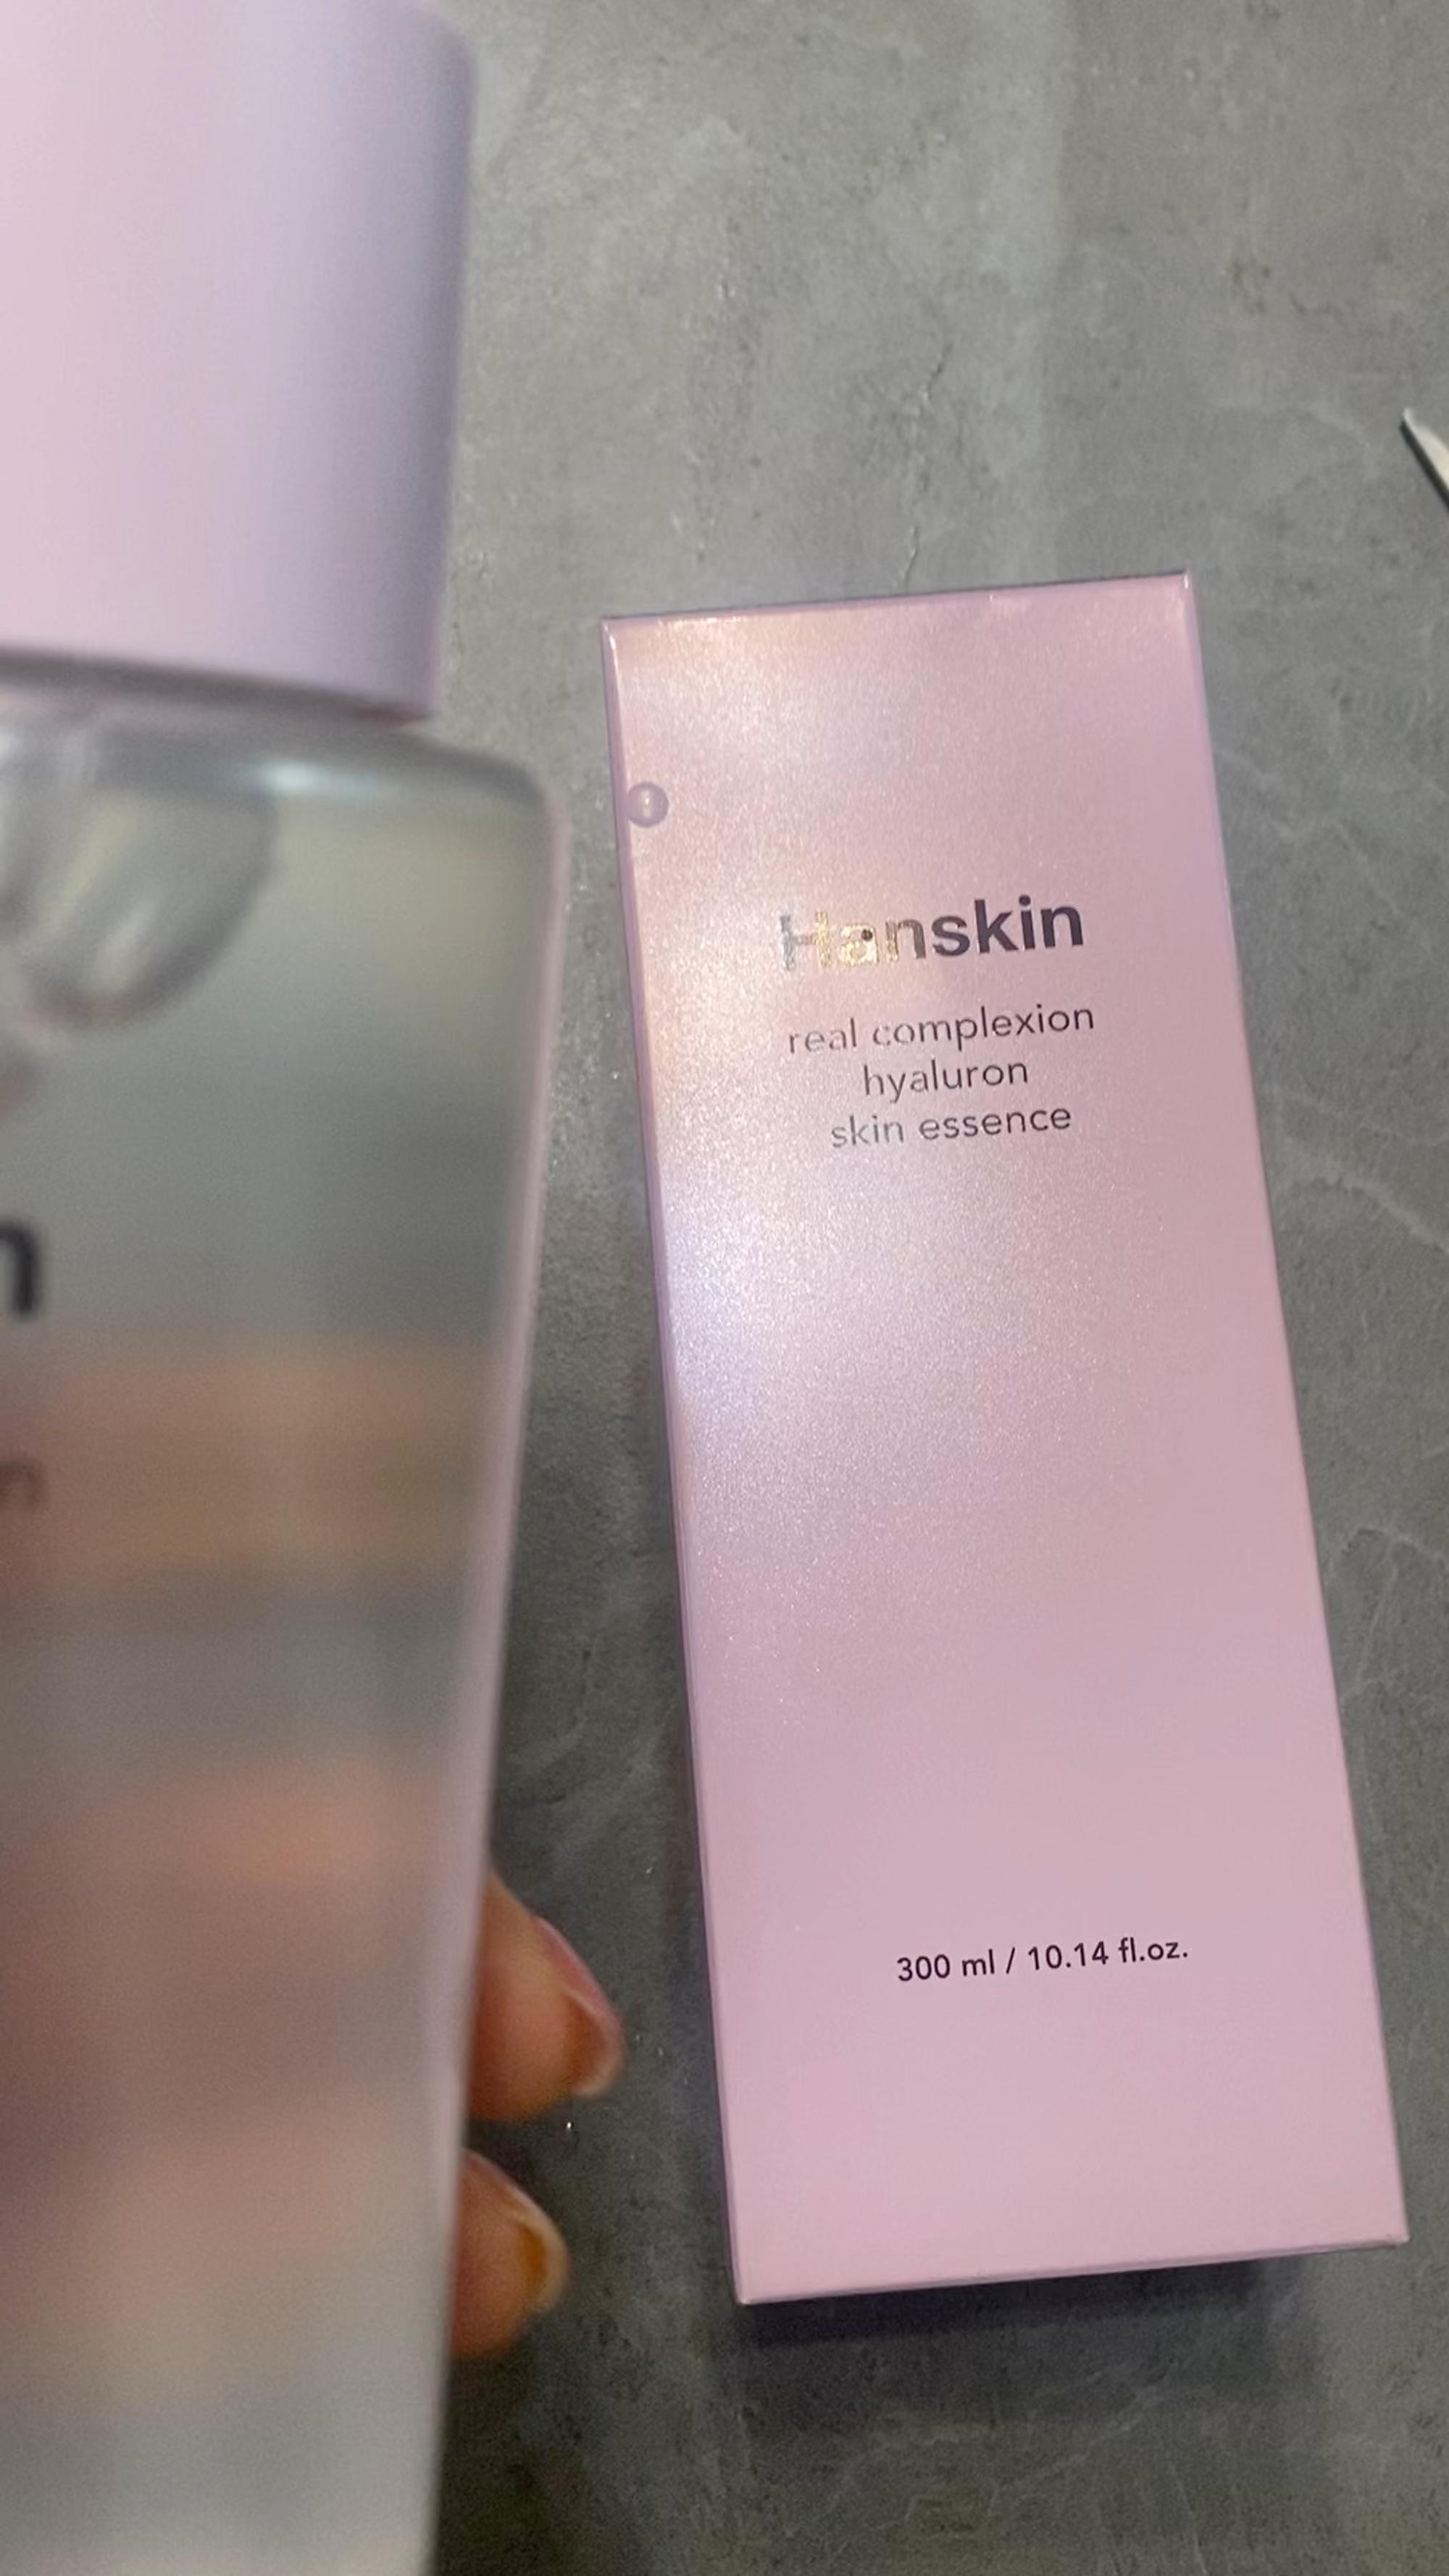 Hanskin
real complexion
hyaluron
skin essence
300 ml / 10.14 fl.oz.